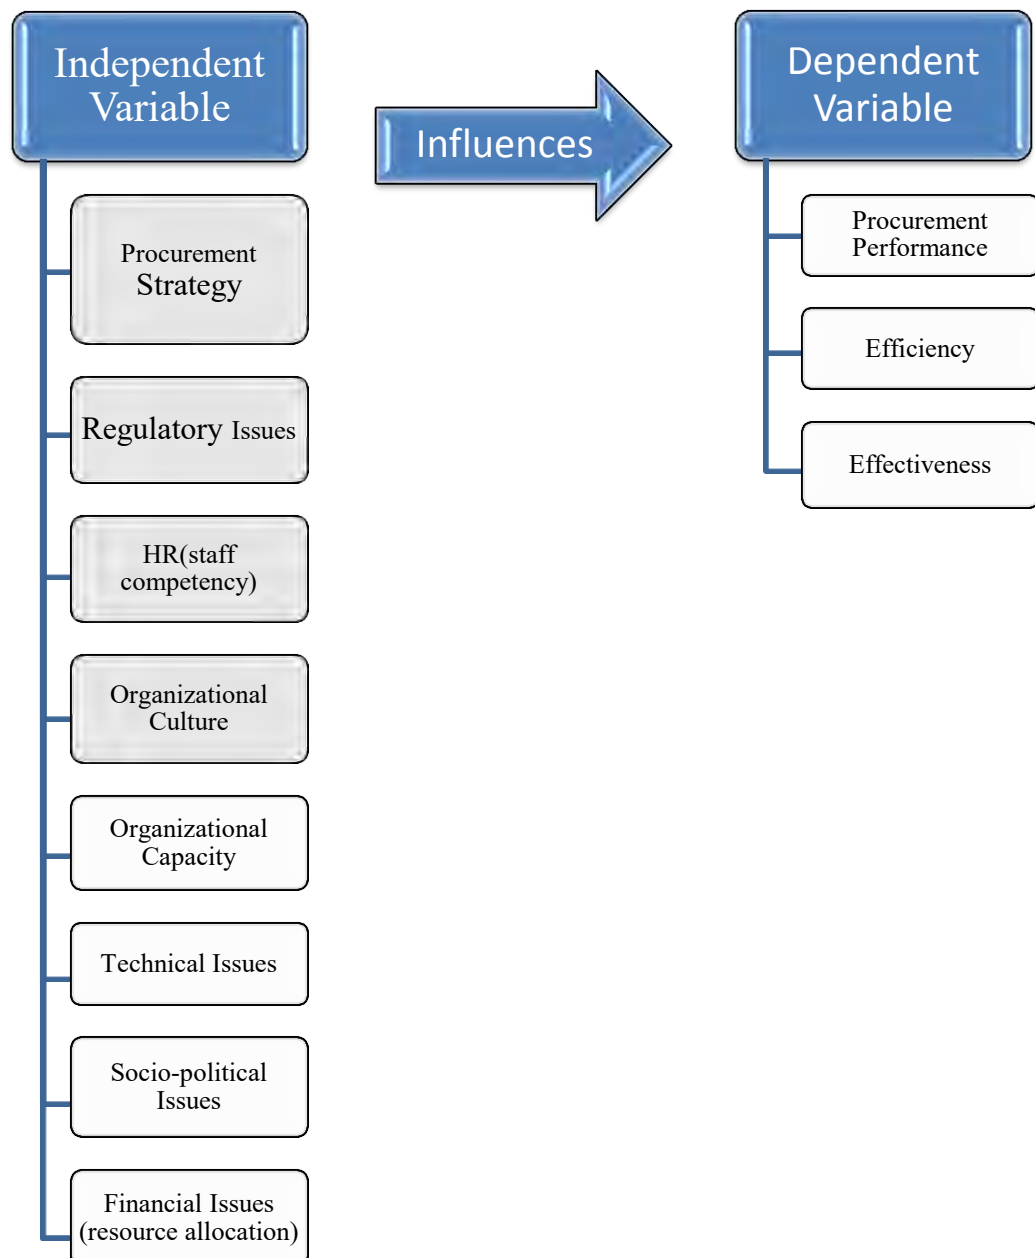 Independent
Variable
Influences
Dependent
Variable
Procurement
Strategy
Regulatory Issues
HR(staff
competency)
Organizational
Culture
Organizational
Capacity
Technical Issues
Socio-political
Issues
Financial Issues
(resource allocation)
Procurement
Performance
Efficiency
Effectiveness